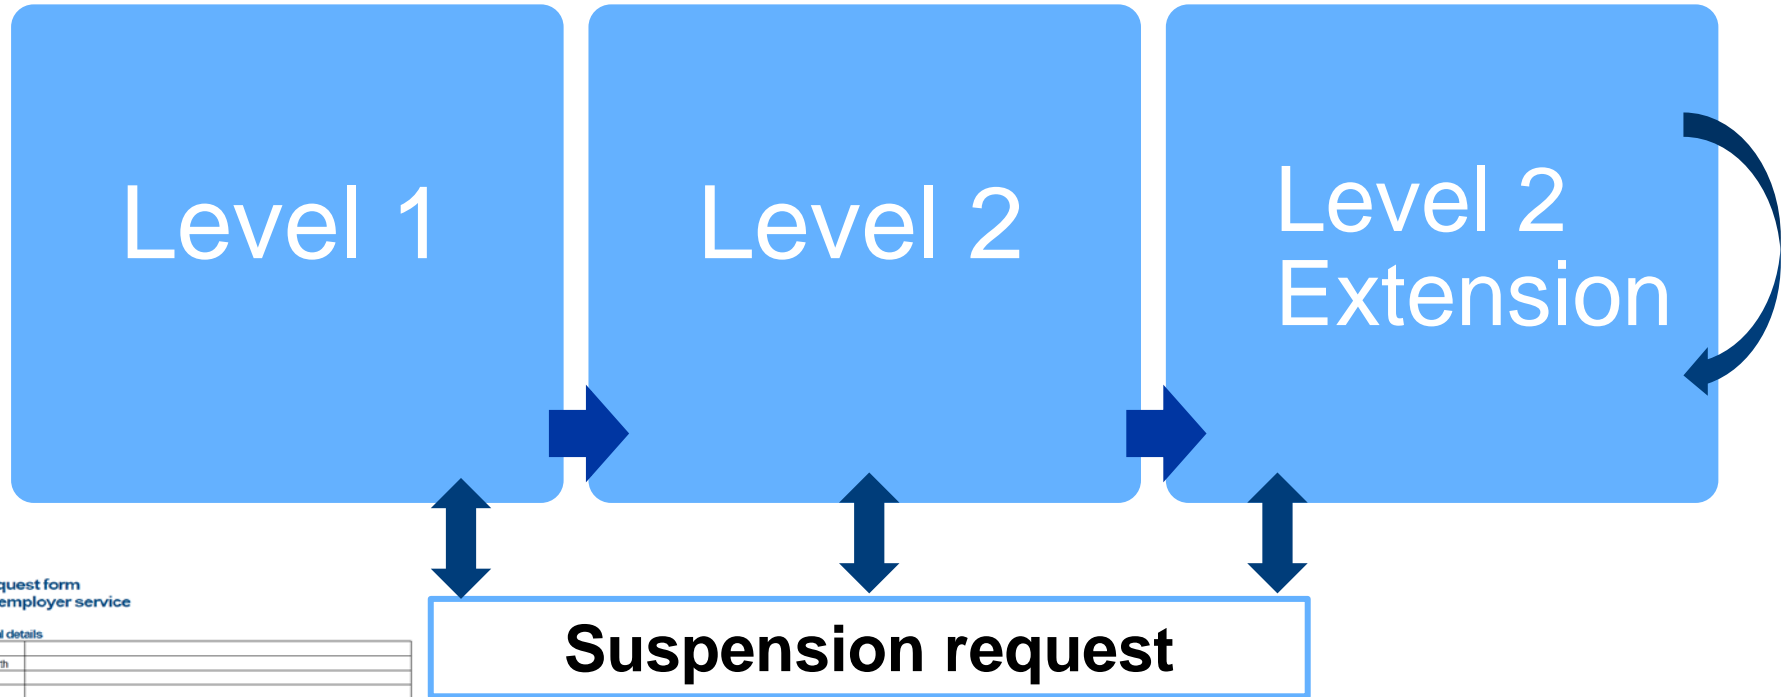 Level 1
Level 2
Level 2
Extension
quest form
employer service
details
Suspension request